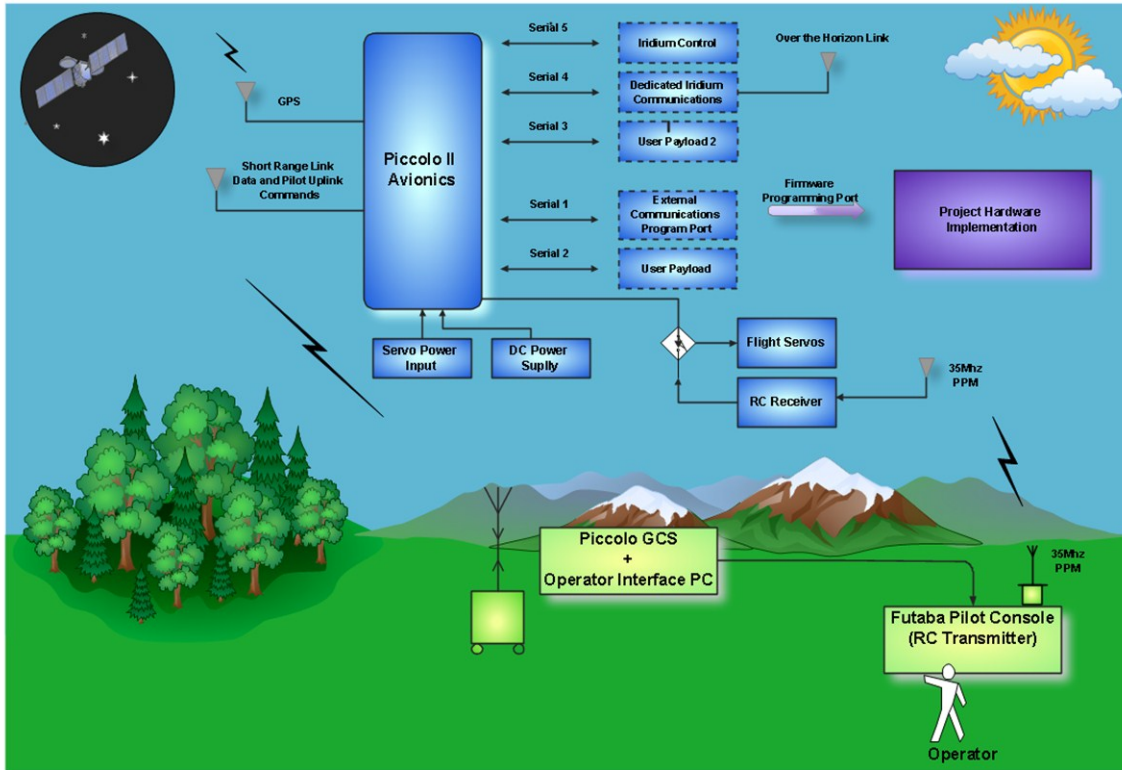 Serial 5
Iridium Control
Over the Horizon Link
GPS
Serial 4
Dedicated Iridium
Communications
Serial 3
User Payload 2
Piccolo II
Avionics
Short Range Link
Data and Pilot Uplink
Commands
Serial 1
External
Communications
Program Port
Firmware
Programming Port
Project Hardware
Implementation
Serial 2
User Payload
Servo Power
Input
DC Power
Suplly
Flight Servos
RC Receiver
35Mhz
PPM
Piccolo GCS
+
Operator Interface PC
35Mhz
PPM
Futaba Pilot Console
(RC Transmitter)
Operator